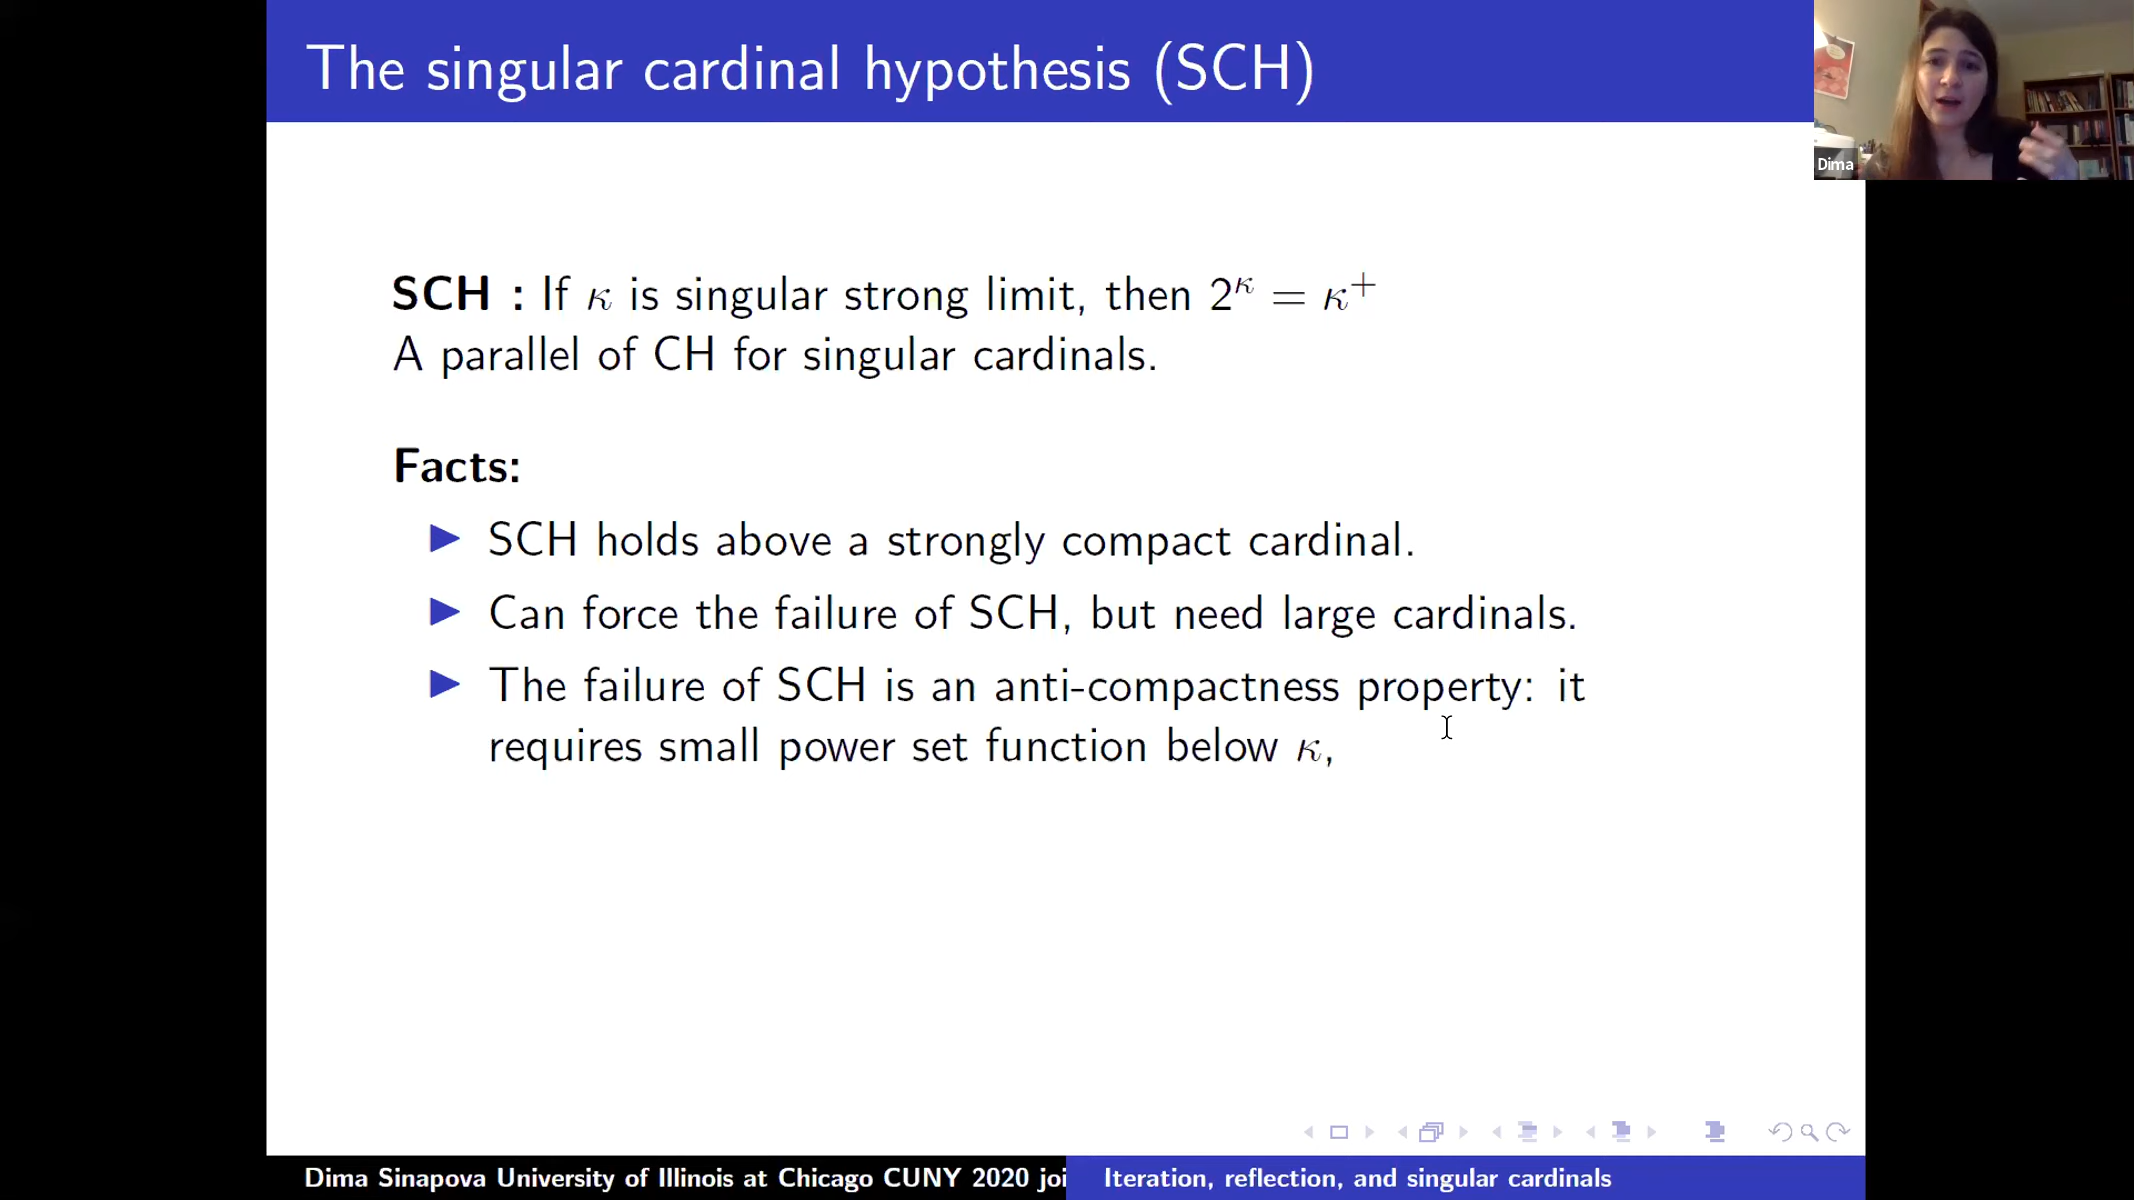 The singular cardinal hypothesis (SCH)
Dima
SCH : If κ is singular strong limit, then 2^κ = κ^+
A parallel of CH for singular cardinals.
Facts:
▶ SCH holds above a strongly compact cardinal.
▶ Can force the failure of SCH, but need large cardinals.
▶ The failure of SCH is an anti-compactness property: it
requires small power set function below κ,
Dima Sinapova University of Illinois at Chicago CUNY 2020 joi
Iteration, reflection, and singular cardinals